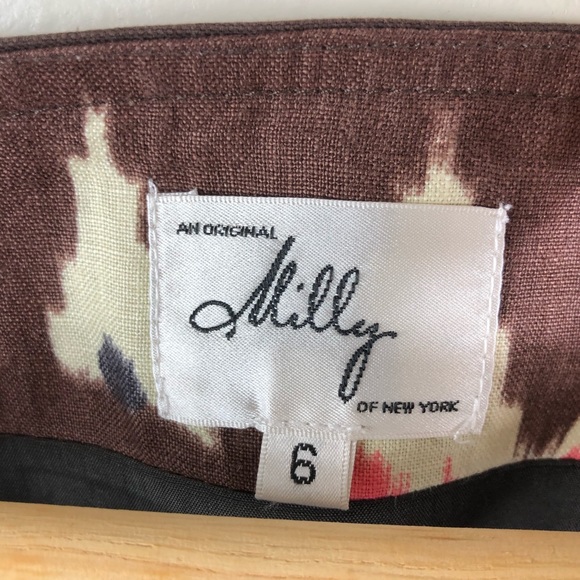 AN ORIGINAL
Milly
OF NEW YORK
6